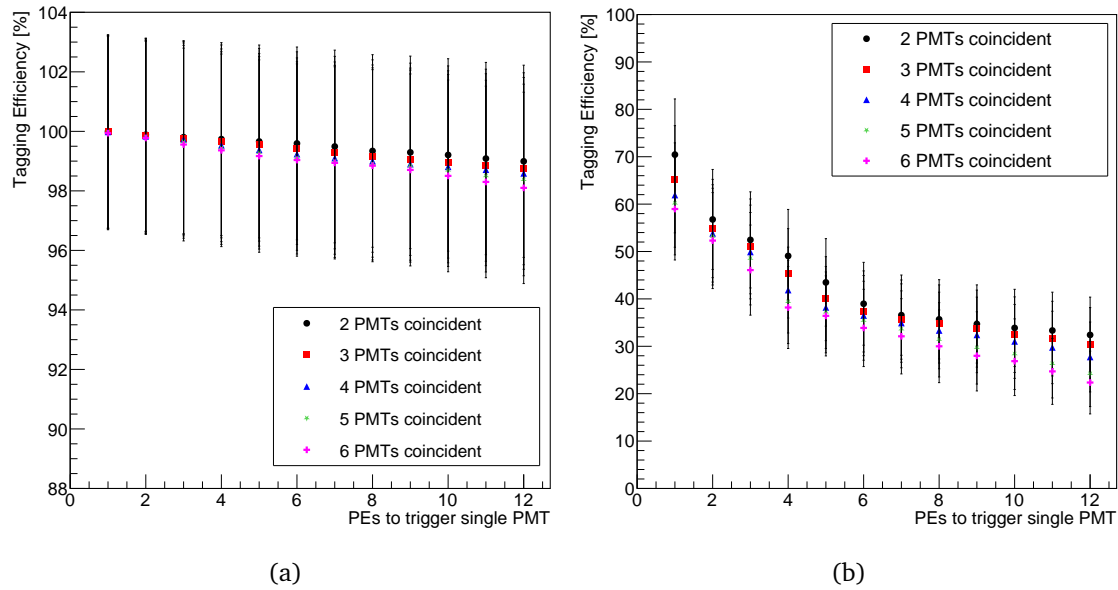 Tagging Efficiency [%]
104
102
100
98
96
94
92
90
88
0 2 4 6 8 10 12
PEs to trigger single PMT
2 PMTs coincident
3 PMTs coincident
4 PMTs coincident
5 PMTs coincident
6 PMTs coincident
(a)
Tagging Efficiency [%]
100
90
80
70
60
50
40
30
20
10
0
0 2 4 6 8 10 12
PEs to trigger single PMT
2 PMTs coincident
3 PMTs coincident
4 PMTs coincident
5 PMTs coincident
6 PMTs coincident
(b)